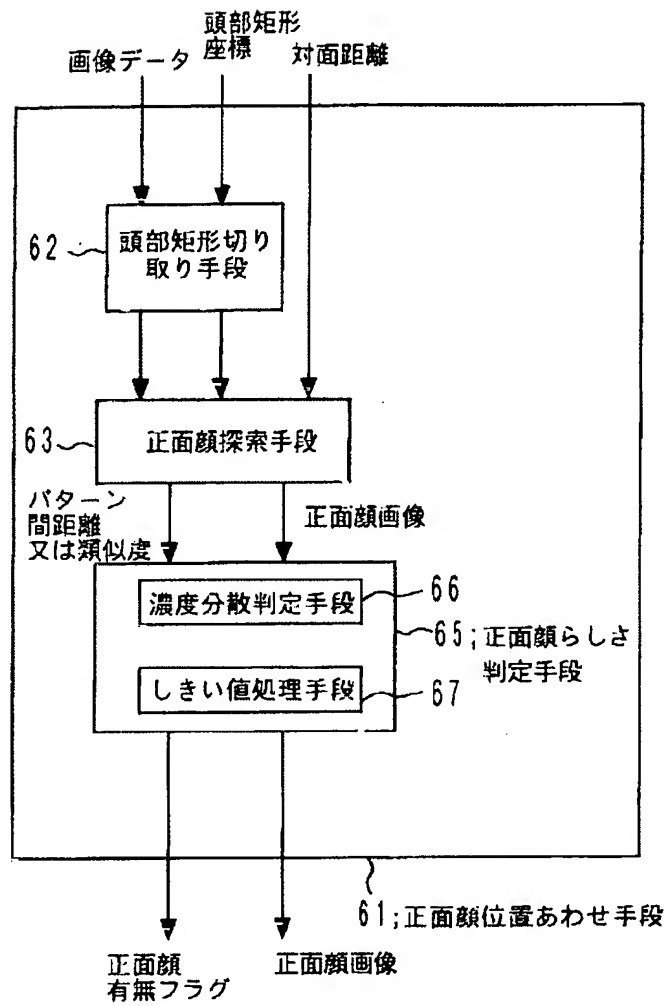 画像データ
頭部矩形
座標
対面距離
62
頭部矩形切り
取り手段
63
正面顔探索手段
パターン
間距離
又は類似度
正面顔画像
濃度分散判定手段
66
65;正面顔らしさ
判定手段
しきい値処理手段
67
61;正面顔位置あわせ手段
正面顔
有無フラグ
正面顔画像